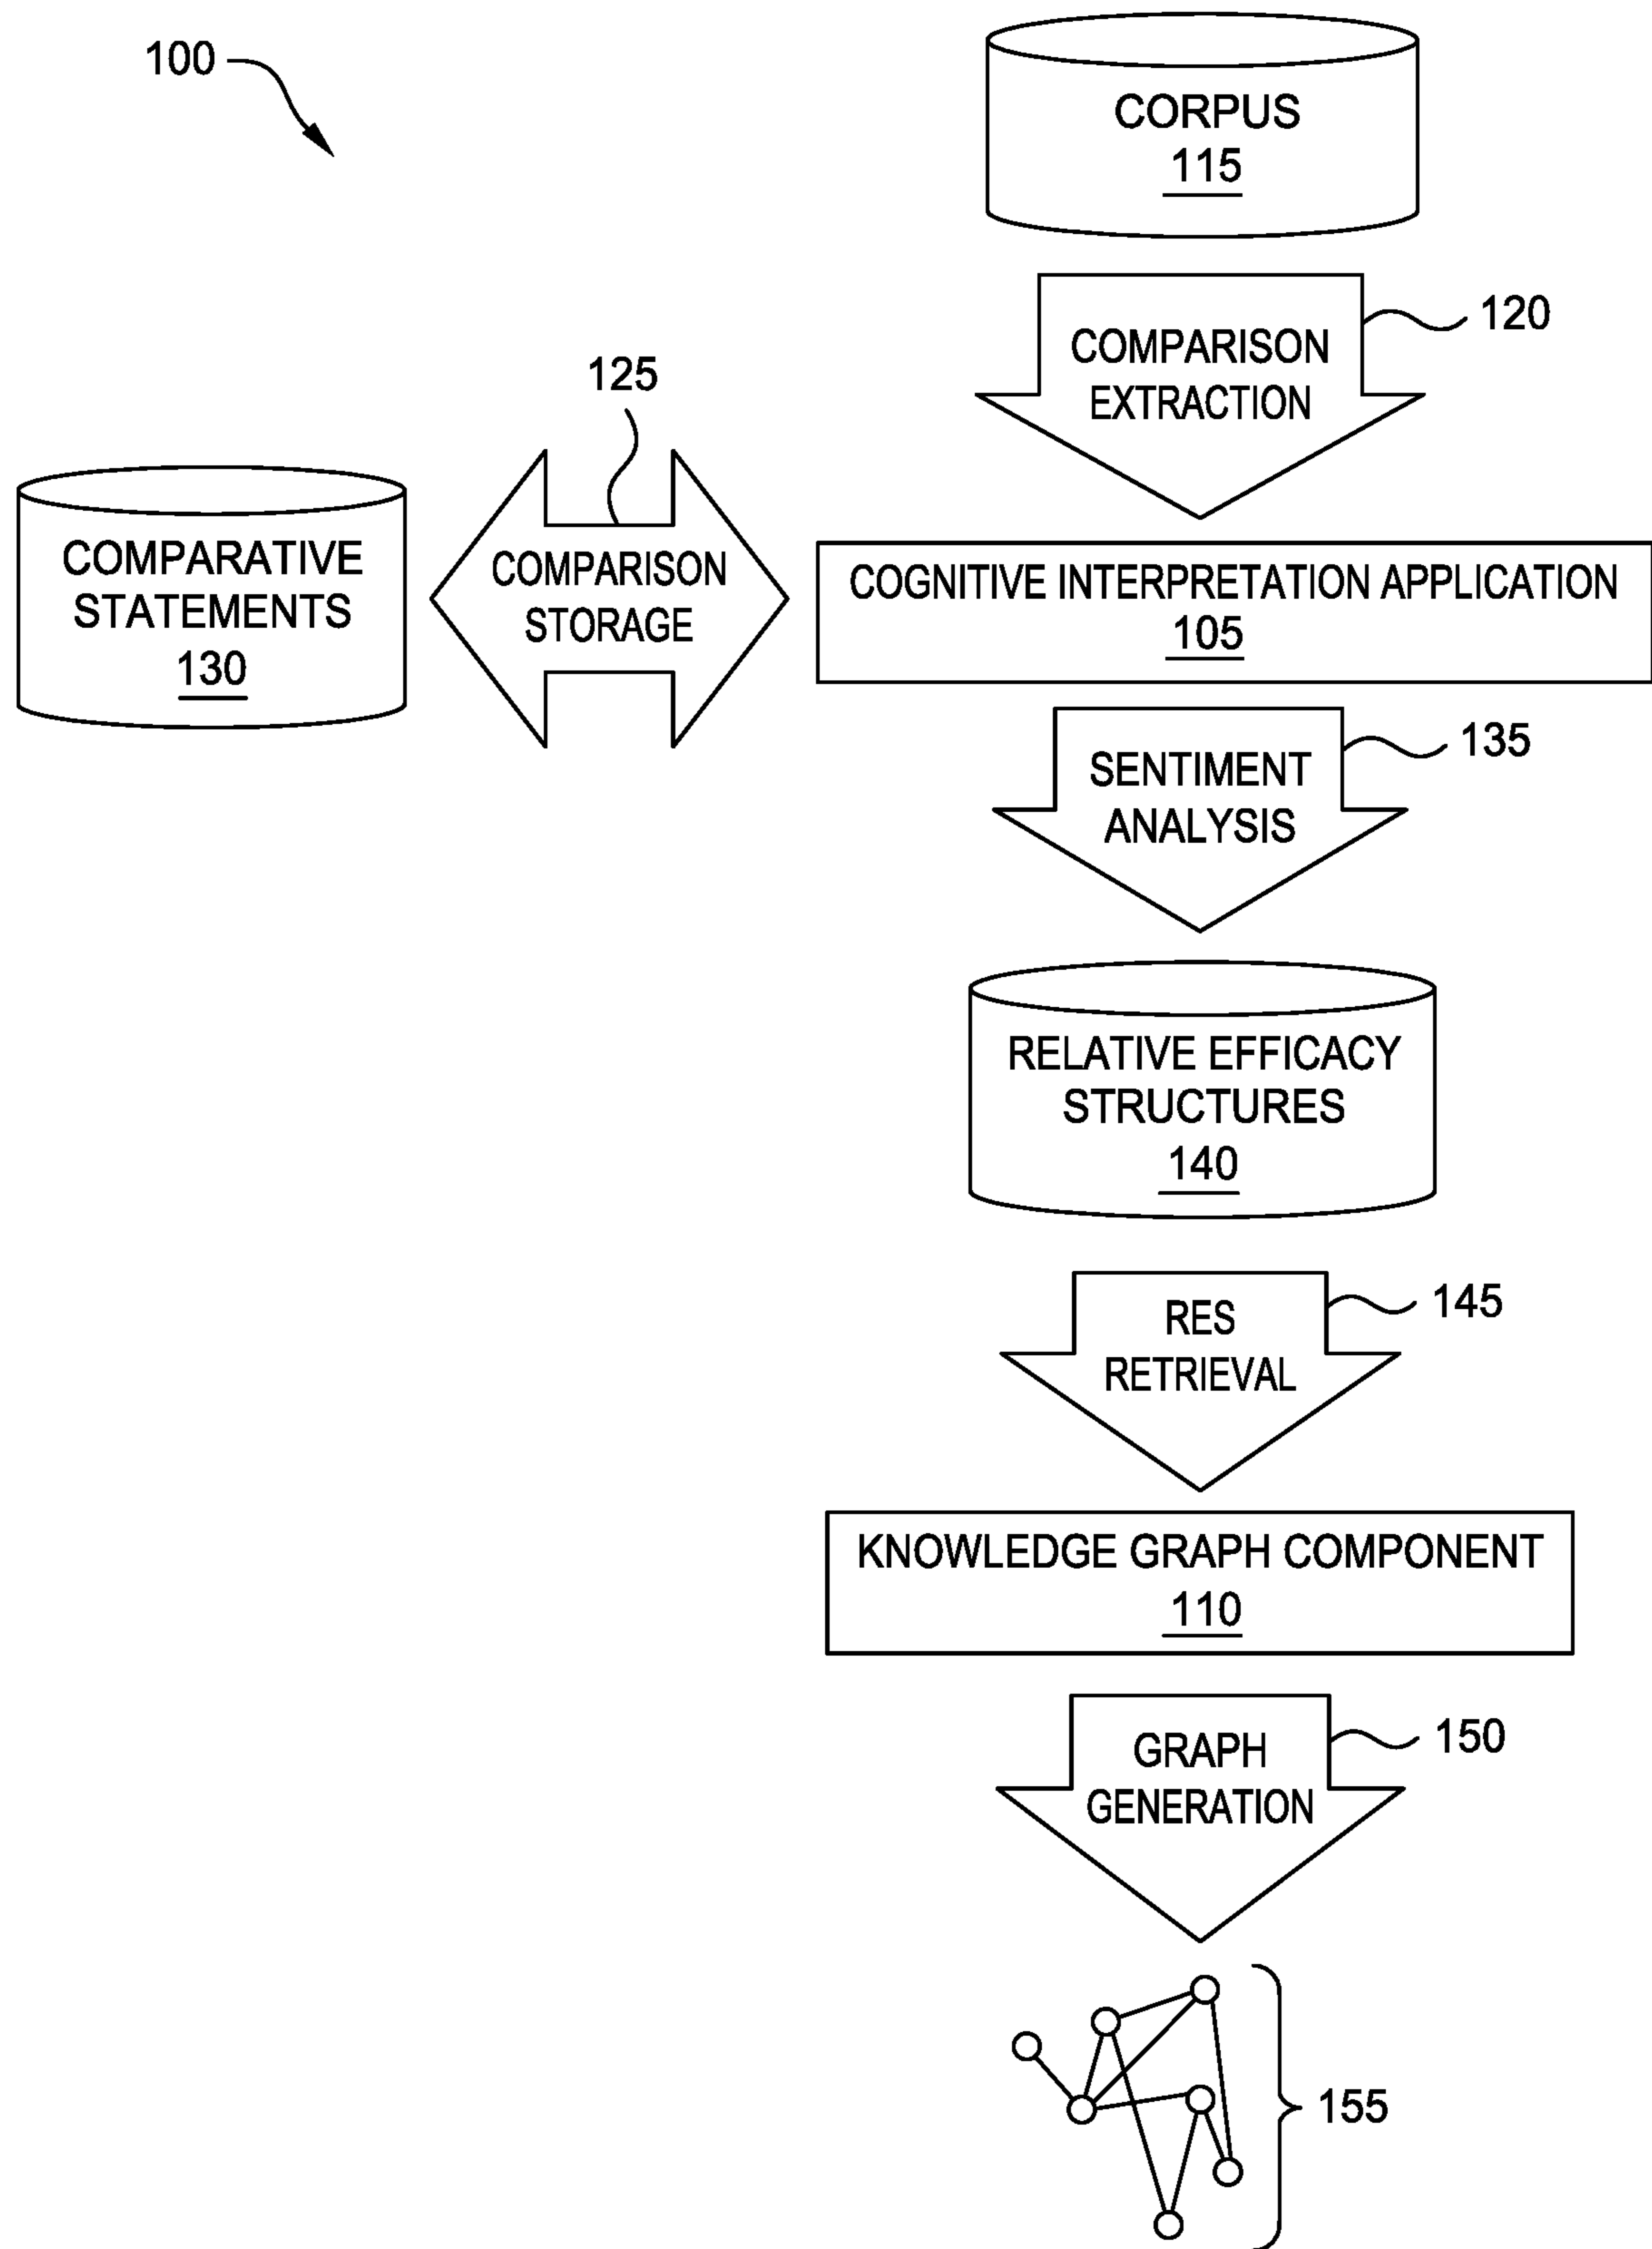 100
CORPUS
115
COMPARISON
EXTRACTION
120
125
COMPARATIVE
STATEMENTS
130
COMPARISON
STORAGE
COGNITIVE INTERPRETATION APPLICATION
105
SENTIMENT
ANALYSIS
135
RELATIVE EFFICACY
STRUCTURES
140
RES
RETRIEVAL
145
KNOWLEDGE GRAPH COMPONENT
110
GRAPH
GENERATION
150
155